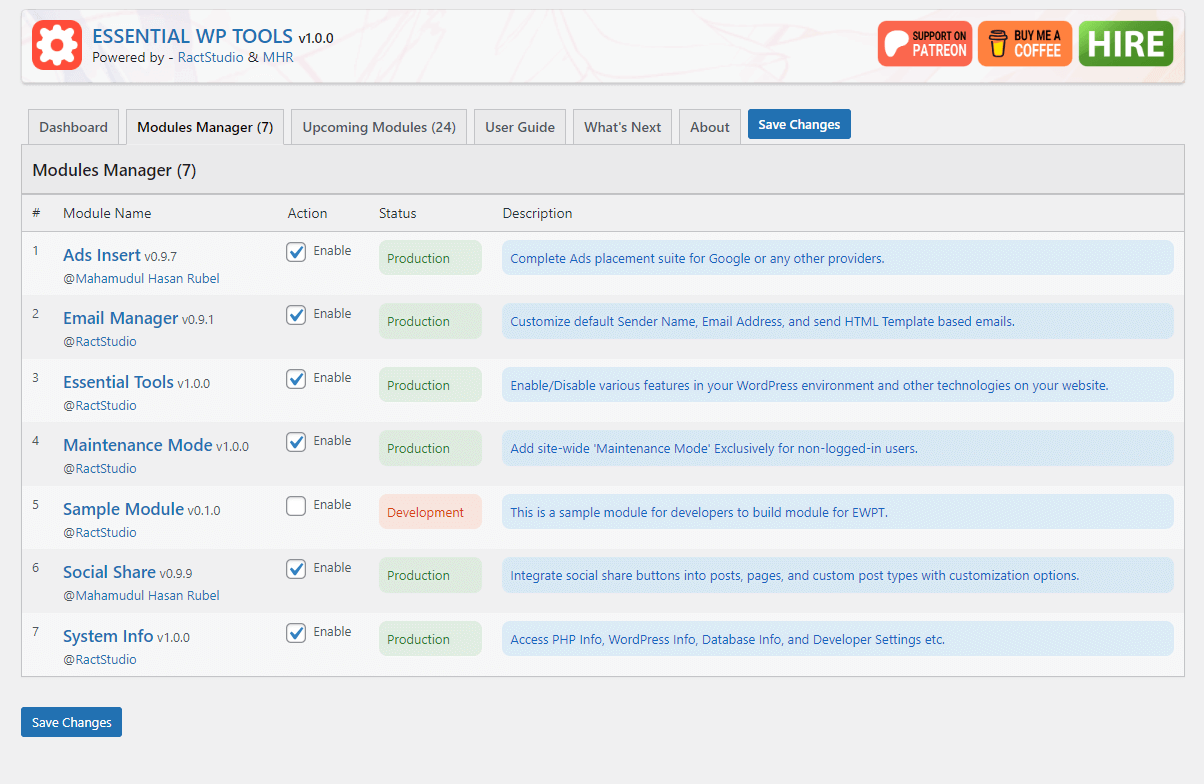 ESSENTIAL WP TOOLS v1.0.0
Powered by - RactStudio & MHR
SUPPORT ON
PATREON
BUY ME A
COFFEE
HIRE
Dashboard
Modules Manager (7)
Upcoming Modules (24)
User Guide
What's Next
About
Save Changes
Modules Manager (7)
# Module Name Action Status Description
1 Ads Insert v0.9.7 Enable Production Complete Ads placement suite for Google or any other providers.
@Mahamudul Hasan Rubel
2 Email Manager v0.9.1 Enable Production Customize default Sender Name, Email Address, and send HTML Template based emails.
@RactStudio
3 Essential Tools v1.0.0 Enable Production Enable/Disable various features in your WordPress environment and other technologies on your website.
@RactStudio
4 Maintenance Mode v1.0.0 Enable Production Add site-wide 'Maintenance Mode' Exclusively for non-logged-in users.
@RactStudio
5 Sample Module v0.1.0 Enable Development This is a sample module for developers to build module for EWPT.
@RactStudio
6 Social Share v0.9.9 Enable Production Integrate social share buttons into posts, pages, and custom post types with customization options.
@Mahamudul Hasan Rubel
7 System Info v1.0.0 Enable Production Access PHP Info, WordPress Info, Database Info, and Developer Settings etc.
@RactStudio
Save Changes